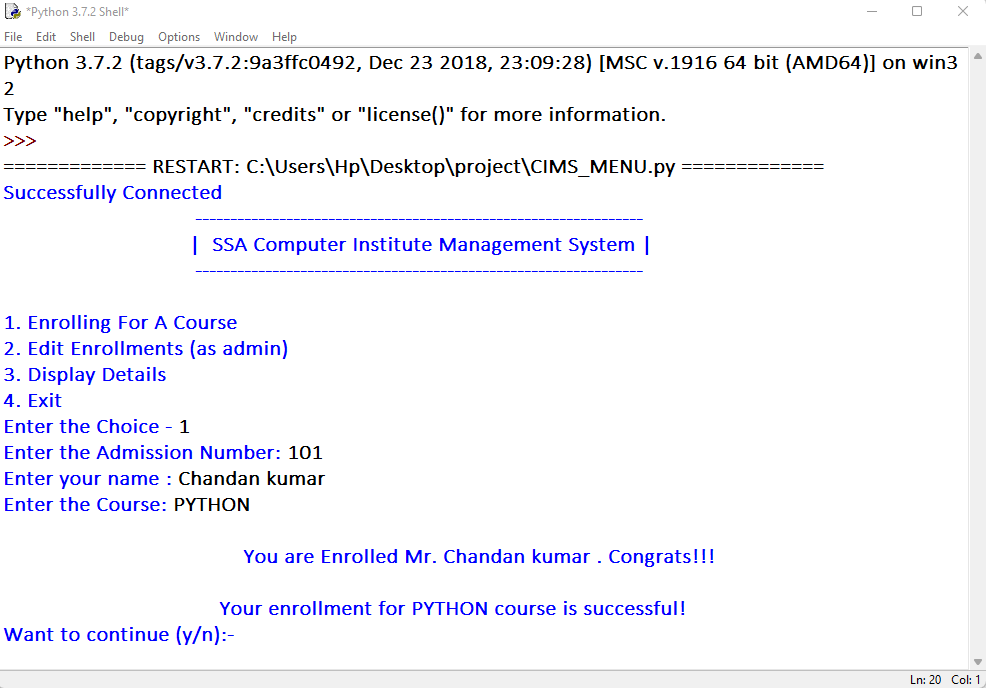 *Python 3.7.2 Shell*
File Edit Shell Debug Options Window Help
Python 3.7.2 (tags/v3.7.2:9a3ffc0492, Dec 23 2018, 23:09:28) [MSC v.1916 64 bit (AMD64)] on win3
2
Type "help", "copyright", "credits" or "license()" for more information.
>>>
============= RESTART: C:\Users\Hp\Desktop\project\CIMS_MENU.py =============
Successfully Connected
----------------------------------------------------------------
| SSA Computer Institute Management System |
----------------------------------------------------------------
1. Enrolling For A Course
2. Edit Enrollments (as admin)
3. Display Details
4. Exit
Enter the Choice - 1
Enter the Admission Number: 101
Enter your name : Chandan kumar
Enter the Course: PYTHON
You are Enrolled Mr. Chandan kumar . Congrats!!!
Your enrollment for PYTHON course is successful!
Want to continue (y/n):-
Ln: 20 Col: 1